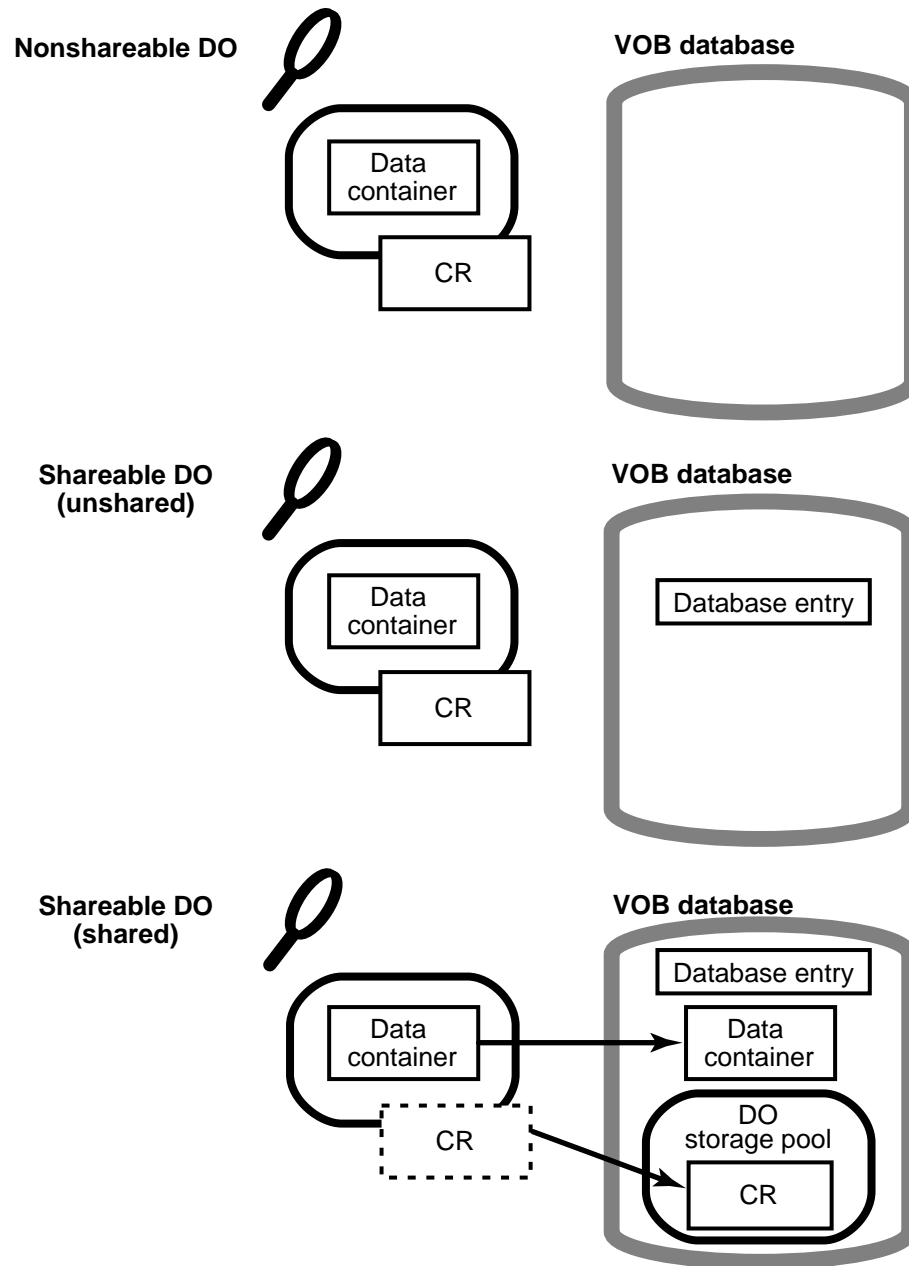 Nonshareable DO
VOB database
Data
container
CR
Shareable DO
(unshared)
VOB database
Data
container
CR
Database entry
Shareable DO
(shared)
VOB database
Data
container
CR
Database entry
Data
container
DO
storage pool
CR